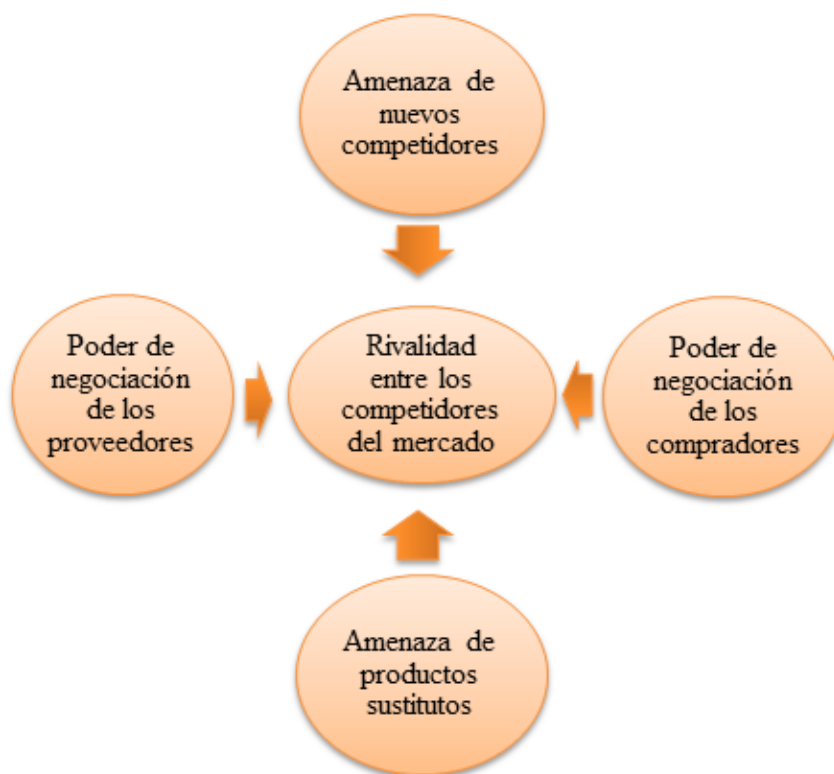 Amenaza de
nuevos
competidores
Poder de
negociación
de los
proveedores
Rivalidad
entre los
competidores
del mercado
Poder de
negociación
de los
compradores
Amenaza de
productos
sustitutos